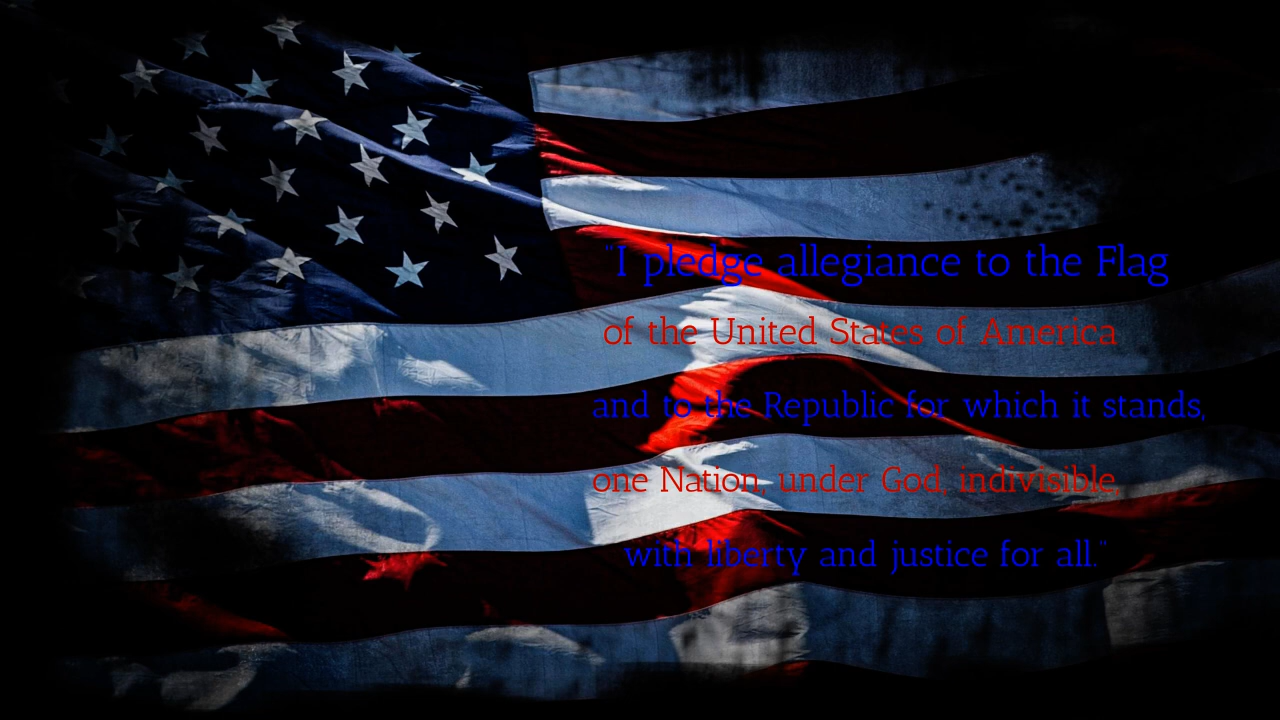 "I pledge allegiance to the Flag
of the United States of America
and to the Republic for which it stands,
one Nation, under God, indivisible,
with liberty and justice for all."